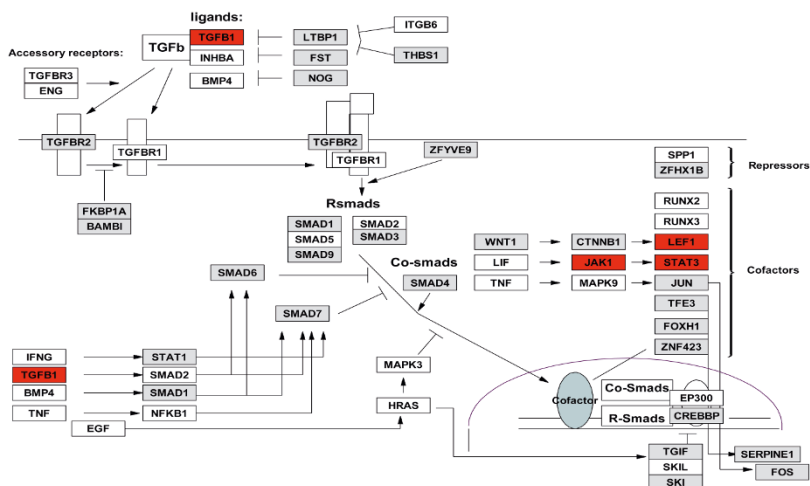 ligands:
TGFb
TGFB1
LTBP1
ITGB6
INHBA
FST
THBS1
BMP4
NOG
Accessory receptors:
TGFBR3
ENG
TGFBR2
TGFBR1
TGFBR2
TGFBR1
ZFYVE9
FKBP1A
BAMBI
SPP1
ZFHX1B
Repressors
Rsmads
SMAD1
SMAD5
SMAD9
SMAD2
SMAD3
RUNX2
RUNX3
WNT1
CTNNB1
LEF1
LIF
JAK1
STAT3
TNF
MAPK9
JUN
TFE3
FOXH1
ZNF423
Cofactors
Co-smads
SMAD4
SMAD6
SMAD7
IFNG
STAT1
TGFB1
SMAD2
BMP4
SMAD1
TNF
NFKB1
EGF
MAPK3
HRAS
Cofactor
Co-Smads
R-Smads
EP300
CREBBP
TGIF
SKIL
SKI
SERPINE1
FOS